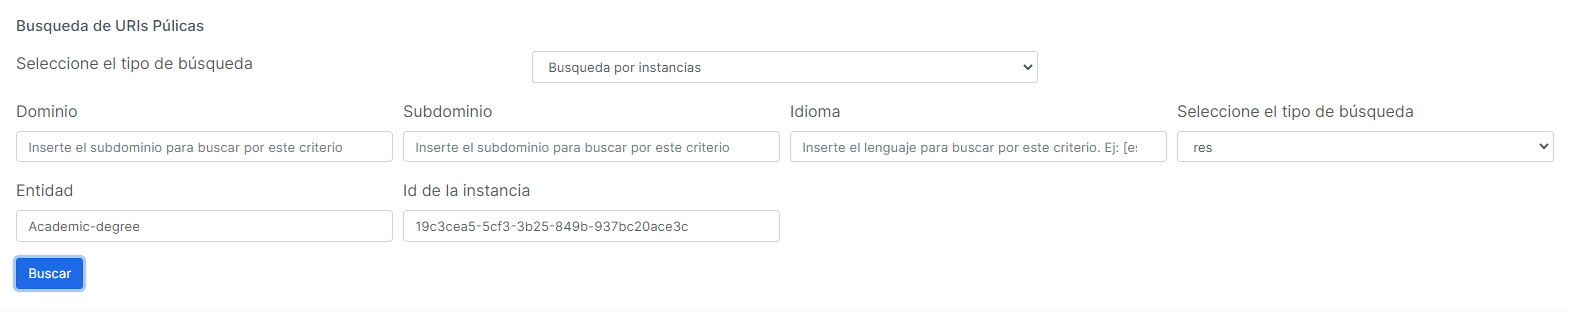 Busqueda de URIs Púlicas
Seleccione el tipo de búsqueda
Busqueda por instancias
Dominio Subdominio Idioma Seleccione el tipo de búsqueda
Inserte el subdominio para buscar por este criterio Inserte el subdominio para buscar por este criterio Inserte el lenguaje para buscar por este criterio. Ej: [es res
Entidad Id de la instancia
Academic-degree 19c3cea5-5cf3-3b25-849b-937bc20ace3c
Buscar